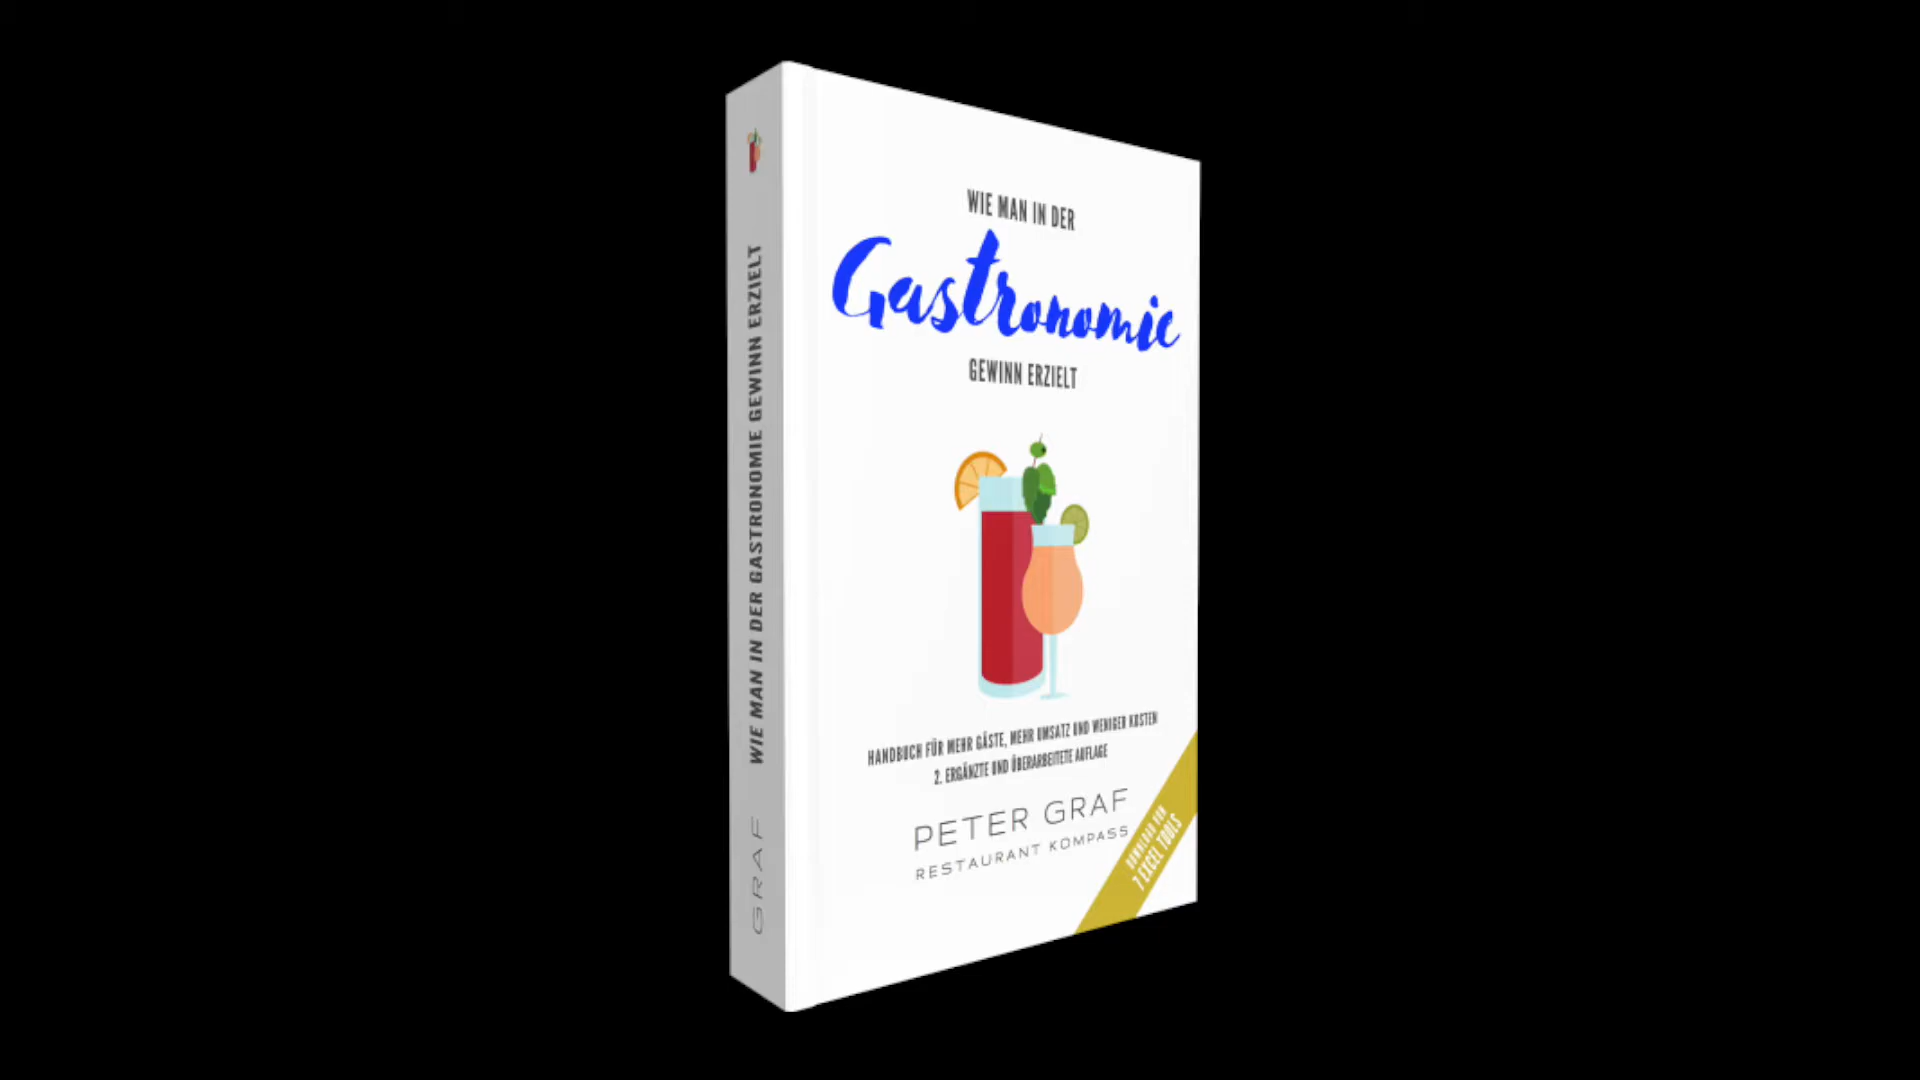 WIE MAN IN DER GASTRONOMIE GEWINN ERZIELT
GRAF
WIE MAN IN DER
Gastronomie
GEWINN ERZIELT
HANDBUCH FÜR MEHR GÄSTE, MEHR UMSATZ UND WENIGER KOSTEN
2. ERGÄNZTE UND ÜBERARBEITETE AUFLAGE
PETER GRAF
RESTAURANT KOMPASS
DOWNLOAD VON
7 EXCEL TOOLS